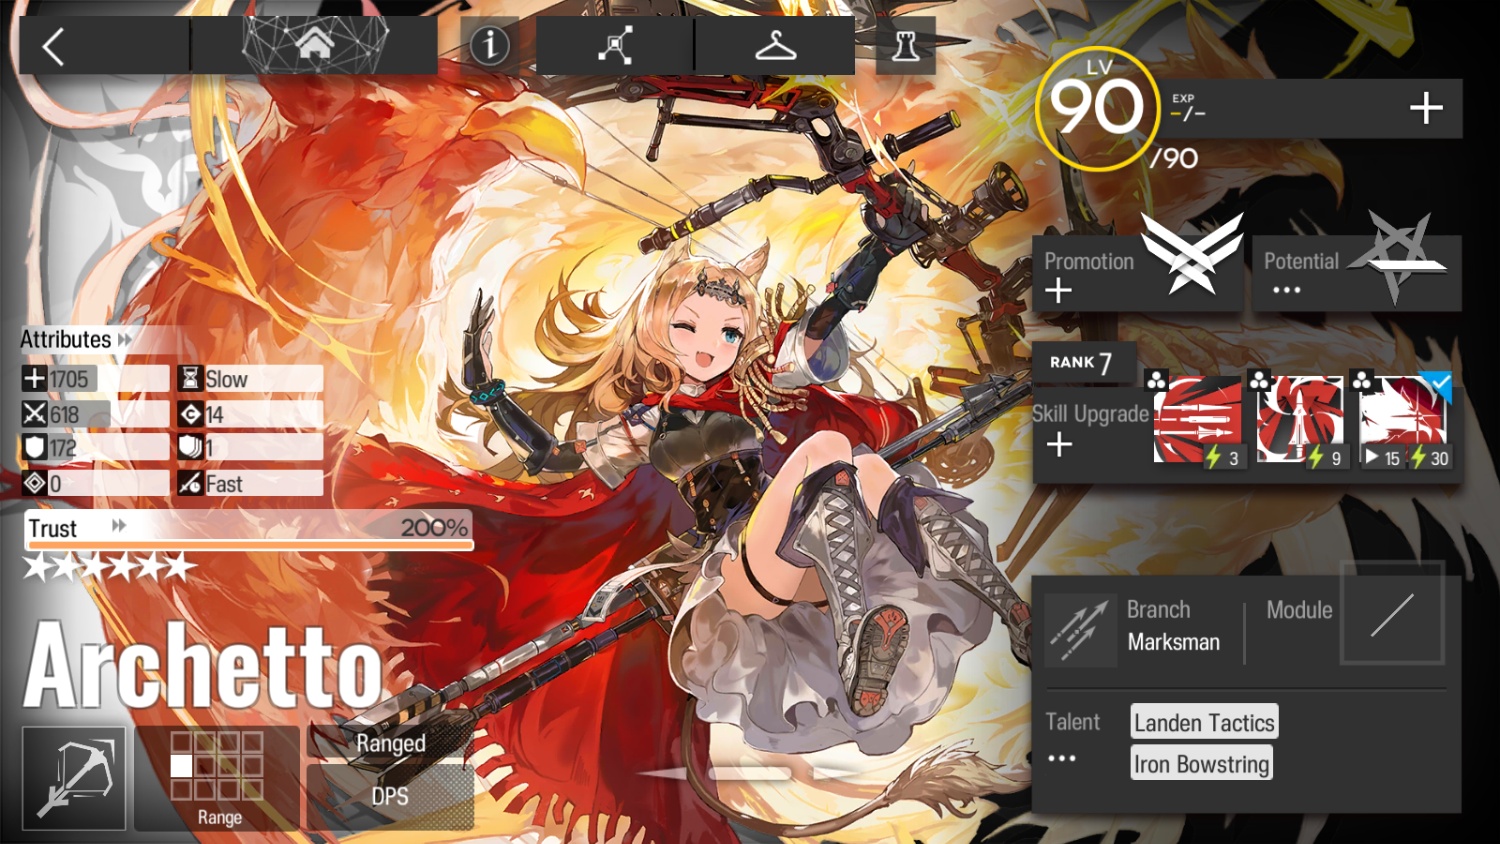 LV
90
/90
EXP
-/-
Promotion
Potential
RANK 7
Skill Upgrade
3
9
15
30
Attributes
1705
Slow
618
14
172
1
0
Fast
Trust
200%
Archetto
Range
Ranged
DPS
Branch
Marksman
Module
Talent
Landen Tactics
Iron Bowstring